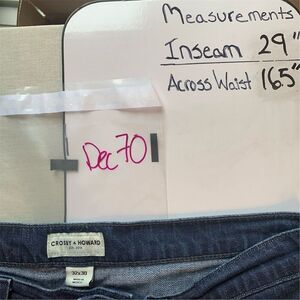 Measurements
Inseam 29"
Across Waist 16.5"
Dec 70
CROSBY & HOWARD
32x30